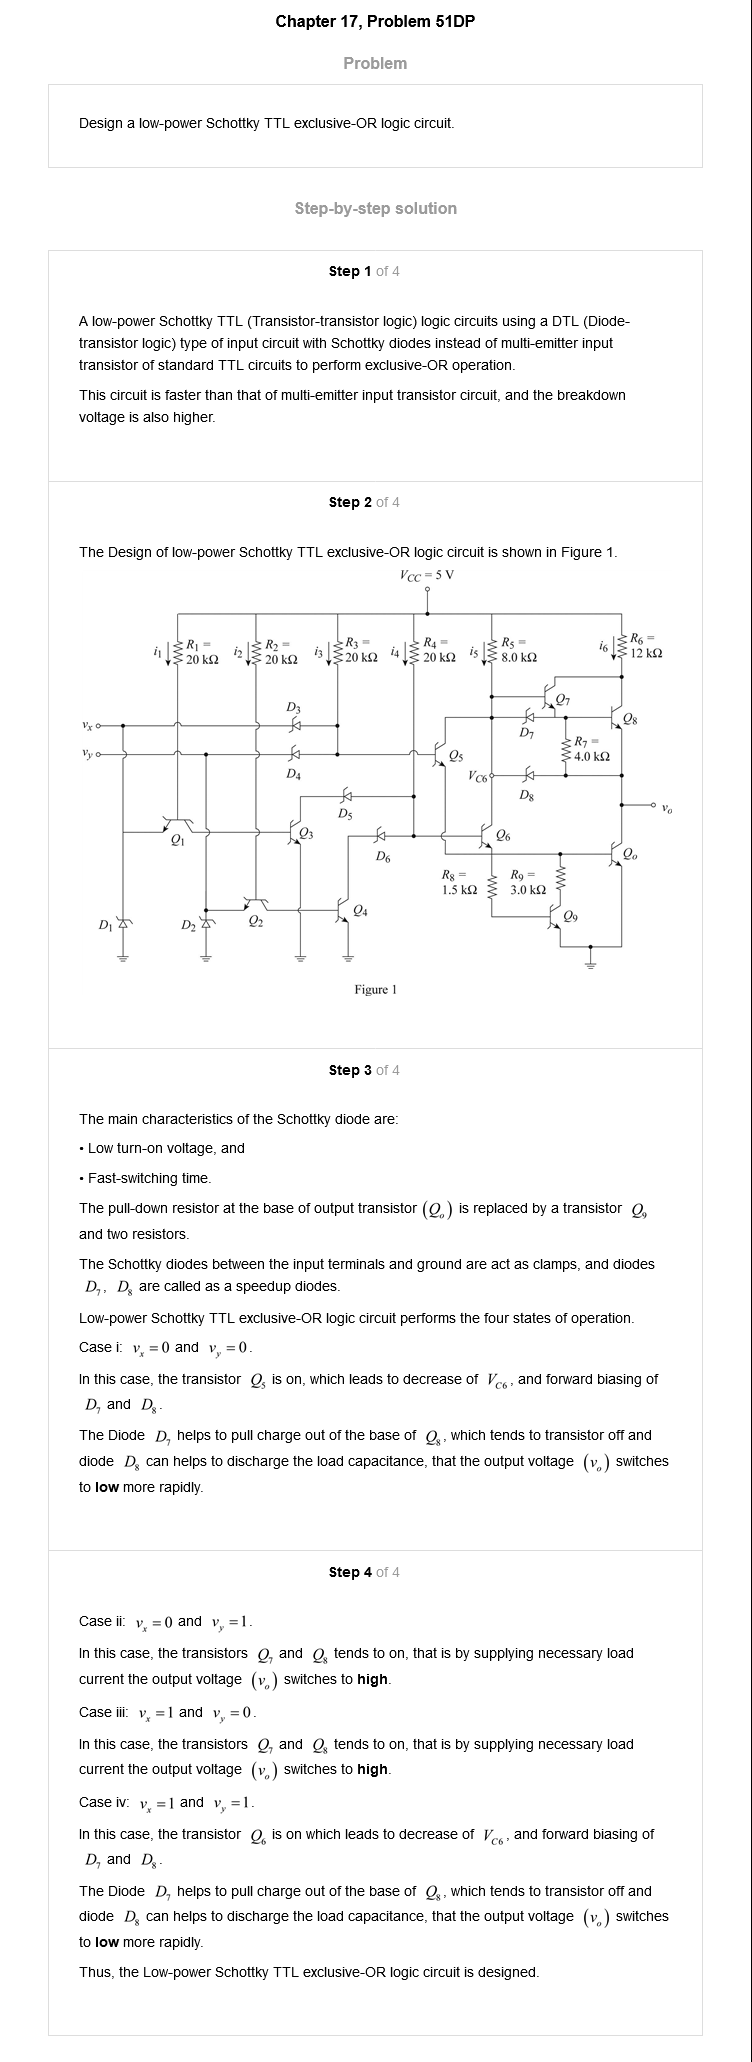 Chapter 17, Problem 51DP
Problem
Design a low-power Schottky TTL exclusive-OR logic circuit.
Step-by-step solution
Step 1 of 4
A low-power Schottky TTL (Transistor-transistor logic) logic circuits using a DTL (Diode-
transistor logic) type of input circuit with Schottky diodes instead of multi-emitter input
transistor of standard TTL circuits to perform exclusive-OR operation.
This circuit is faster than that of multi-emitter input transistor circuit, and the breakdown
voltage is also higher.
Step 2 of 4
The Design of low-power Schottky TTL exclusive-OR logic circuit is shown in Figure 1.
V_CC = 5 V
i_1 R_1 = 20 kΩ
i_2 R_2 = 20 kΩ
i_3 R_3 = 20 kΩ
i_4 R_4 = 20 kΩ
i_5 R_5 = 8.0 kΩ
i_6 R_6 = 12 kΩ
Q_7
D_3
Q_8
v_x
D_7
R_7 = 4.0 kΩ
v_y
Q_5
D_4
V_C6
D_8
v_o
D_5
Q_1
Q_3
Q_6
D_6
Q_o
R_8 = 1.5 kΩ
R_9 = 3.0 kΩ
D_1
D_2
Q_2
Q_4
Q_9
Figure 1
Step 3 of 4
The main characteristics of the Schottky diode are:
• Low turn-on voltage, and
• Fast-switching time.
The pull-down resistor at the base of output transistor (Q_o) is replaced by a transistor Q_9
and two resistors.
The Schottky diodes between the input terminals and ground are act as clamps, and diodes
D_7, D_8 are called as a speedup diodes.
Low-power Schottky TTL exclusive-OR logic circuit performs the four states of operation.
Case i: v_x = 0 and v_y = 0.
In this case, the transistor Q_5 is on, which leads to decrease of V_C6, and forward biasing of
D_7 and D_8.
The Diode D_7 helps to pull charge out of the base of Q_8, which tends to transistor off and
diode D_8 can helps to discharge the load capacitance, that the output voltage (v_o) switches
to low more rapidly.
Step 4 of 4
Case ii: v_x = 0 and v_y = 1.
In this case, the transistors Q_7 and Q_8 tends to on, that is by supplying necessary load
current the output voltage (v_o) switches to high.
Case iii: v_x = 1 and v_y = 0.
In this case, the transistors Q_7 and Q_8 tends to on, that is by supplying necessary load
current the output voltage (v_o) switches to high.
Case iv: v_x = 1 and v_y = 1.
In this case, the transistor Q_6 is on which leads to decrease of V_C6, and forward biasing of
D_7 and D_8.
The Diode D_7 helps to pull charge out of the base of Q_8, which tends to transistor off and
diode D_8 can helps to discharge the load capacitance, that the output voltage (v_o) switches
to low more rapidly.
Thus, the Low-power Schottky TTL exclusive-OR logic circuit is designed.